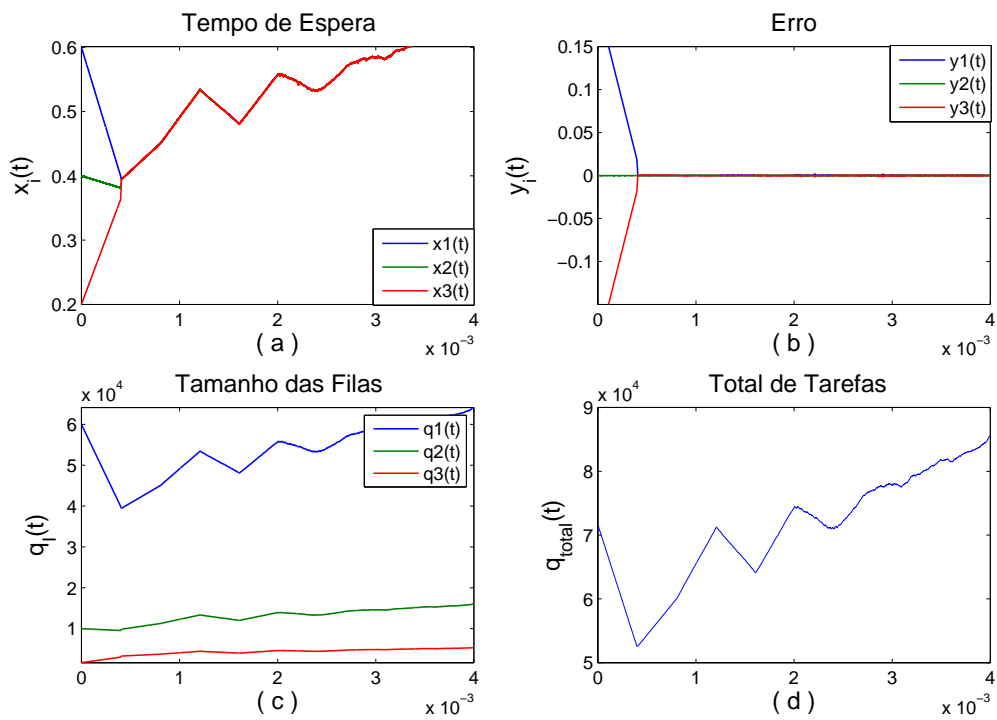 Tempo de Espera
0.6
0.5
0.4
0.3
0.2
x_i(t)
x1(t)
x2(t)
x3(t)
0 1 2 3 4
x 10^-3
( a )
Erro
0.15
0.1
0.05
0
−0.05
−0.1
y_i(t)
y1(t)
y2(t)
y3(t)
0 1 2 3 4
x 10^-3
( b )
Tamanho das Filas
x 10^4
6
5
4
3
2
1
q_i(t)
q1(t)
q2(t)
q3(t)
0 1 2 3 4
x 10^-3
( c )
Total de Tarefas
x 10^4
9
8
7
6
5
q_total(t)
0 1 2 3 4
x 10^-3
( d )